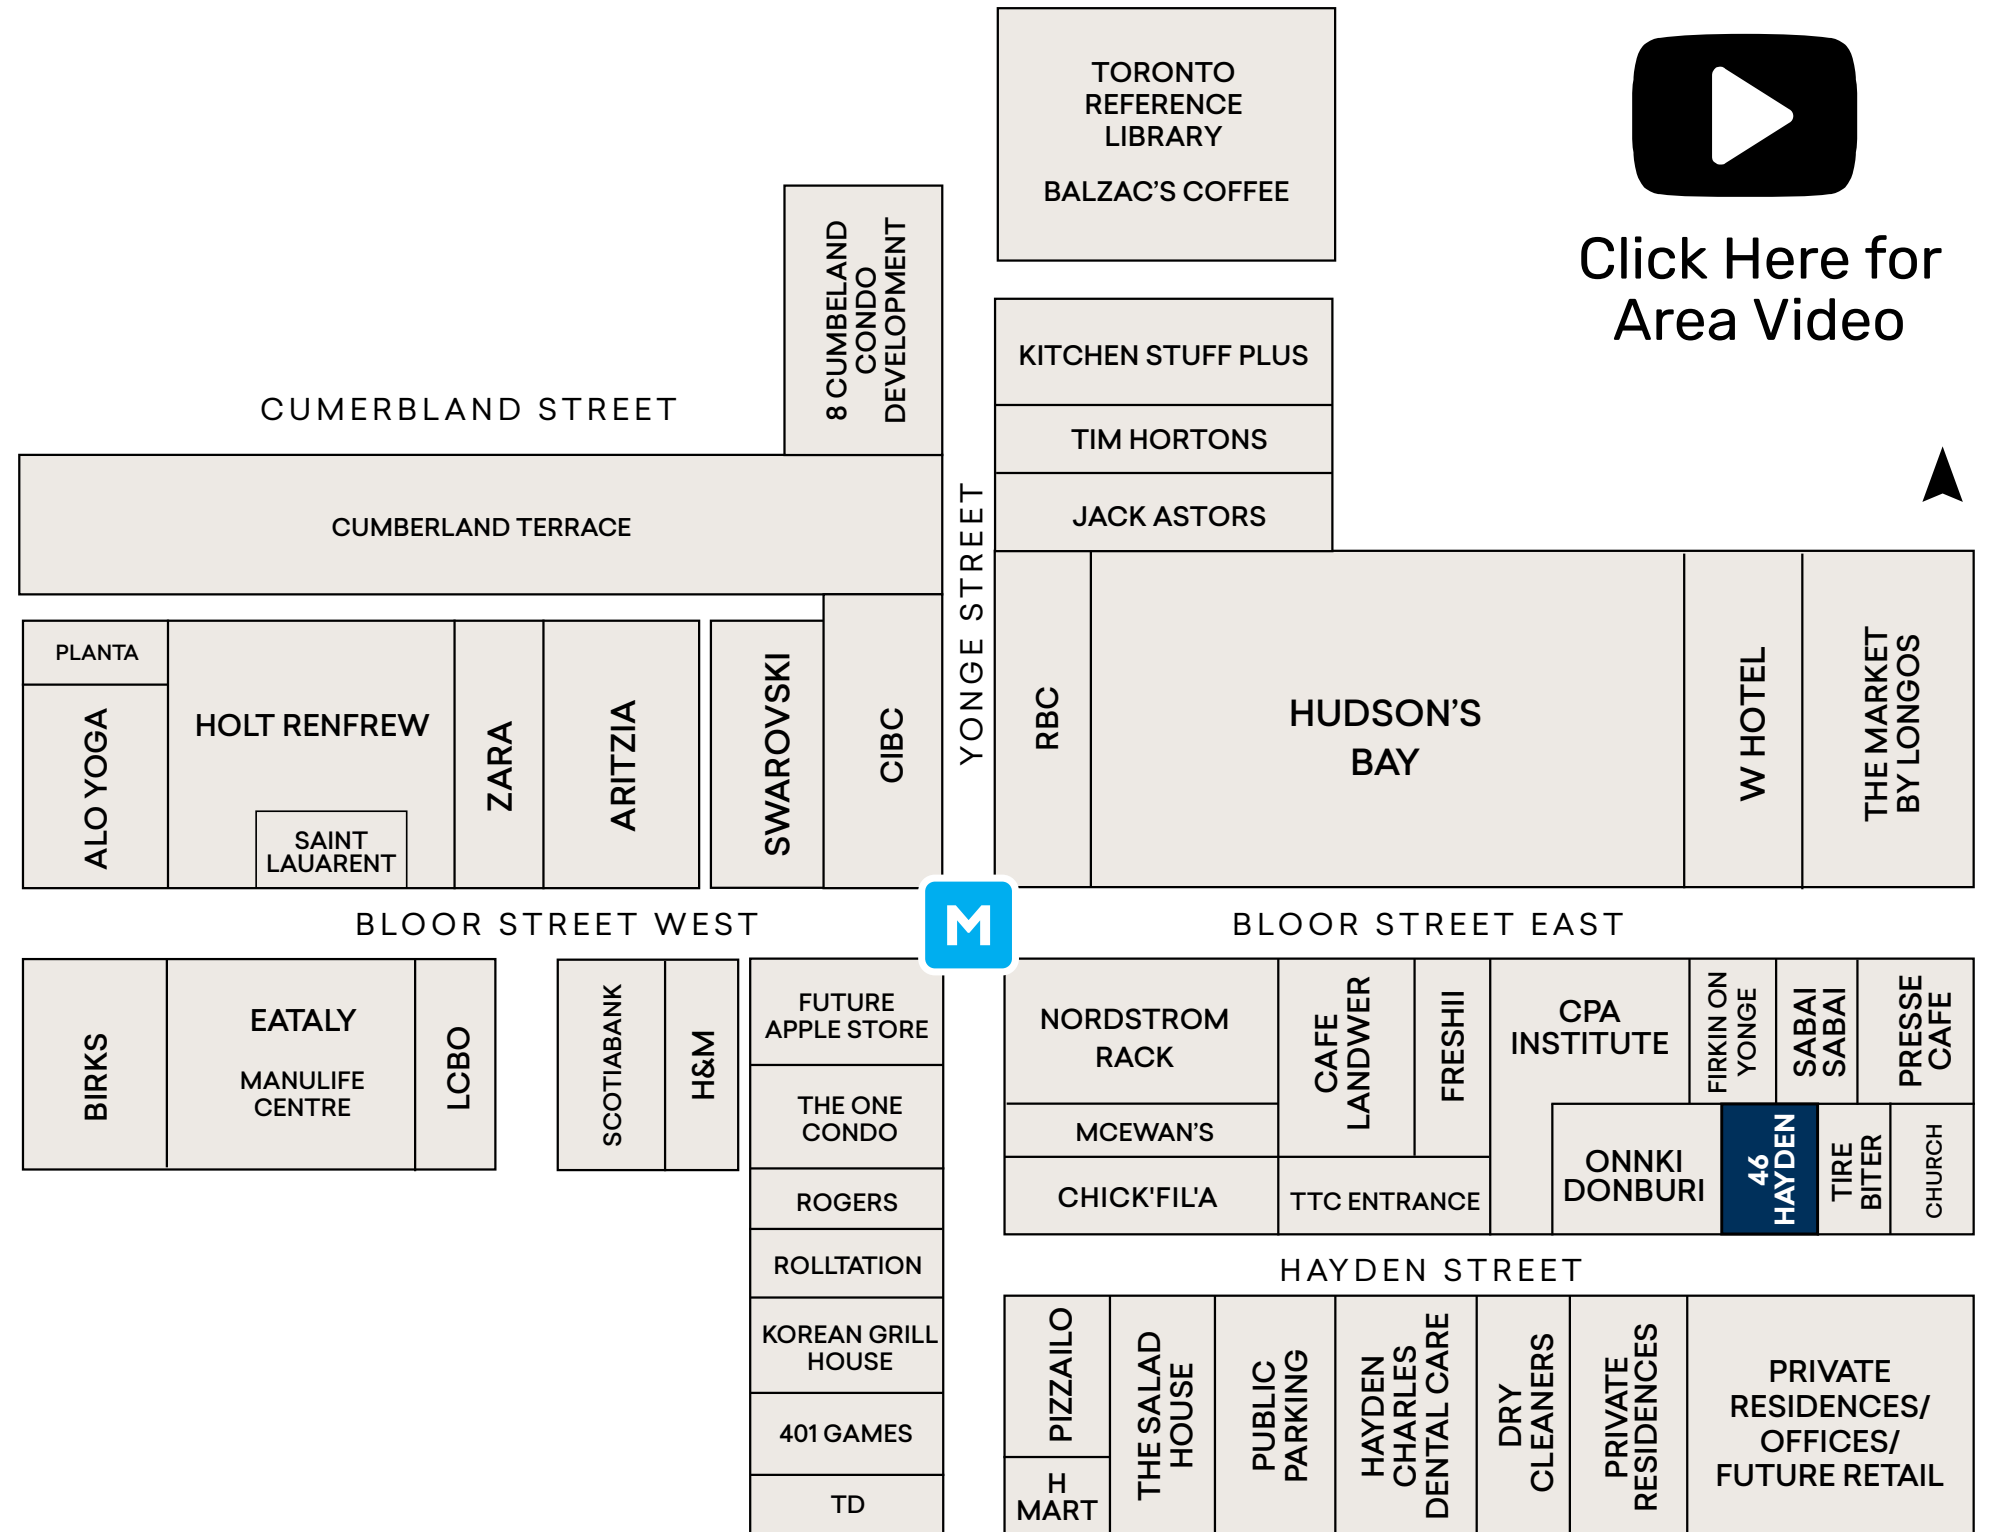 TORONTO
REFERENCE
LIBRARY
BALZAC’S COFFEE
Click Here for
Area Video
8 CUMBELAND
CONDO
DEVELOPMENT
KITCHEN STUFF PLUS
TIM HORTONS
JACK ASTORS
CUMERBLAND STREET
CUMBERLAND TERRACE
YONGE STREET
PLANTA
ALO YOGA
HOLT RENFREW
SAINT
LAUARENT
ZARA
ARITZIA
SWAROVSKI
CIBC
RBC
HUDSON’S
BAY
W HOTEL
THE MARKET
BY LONGOS
BLOOR STREET WEST
M
BLOOR STREET EAST
BIRKS
EATALY
MANULIFE
CENTRE
LCBO
SCOTIABANK
H&M
FUTURE
APPLE STORE
THE ONE
CONDO
ROGERS
ROLLTATION
KOREAN GRILL
HOUSE
401 GAMES
TD
NORDSTROM
RACK
MCEWAN’S
CHICK'FIL'A
CAFE
LANDWER
FRESHII
TTC ENTRANCE
CPA
INSTITUTE
FIRKIN ON
YONGE
SABAI
SABAI
PRESSE
CAFE
ONNKI
DONBURI
46
HAYDEN
TIRE
BITER
CHURCH
HAYDEN STREET
PIZZAILO
H
MART
THE SALAD
HOUSE
PUBLIC
PARKING
HAYDEN
CHARLES
DENTAL CARE
DRY
CLEANERS
PRIVATE
RESIDENCES
PRIVATE
RESIDENCES/
OFFICES/
FUTURE RETAIL